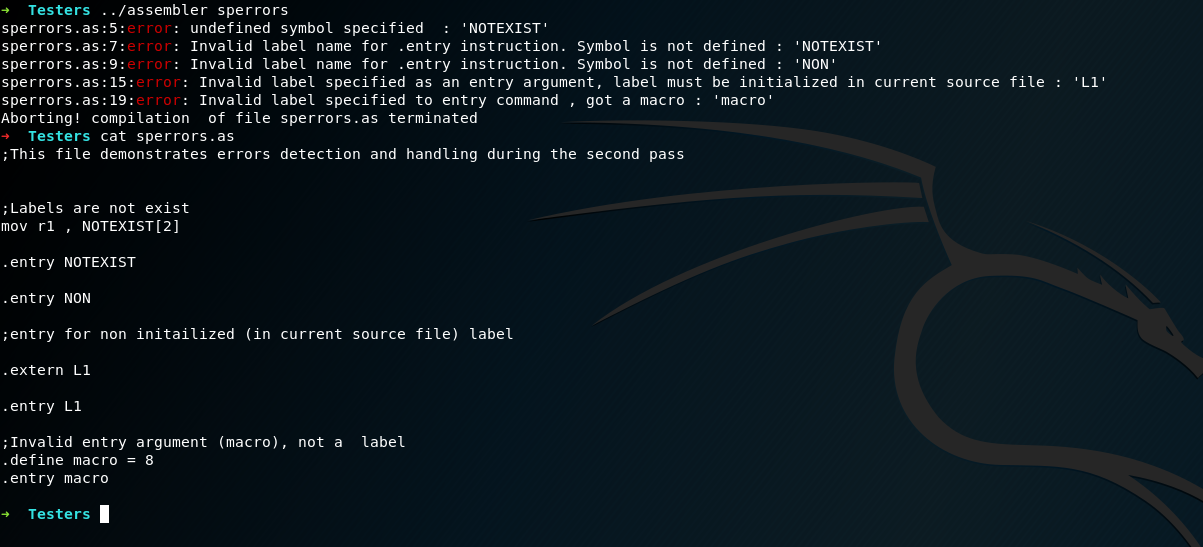 ➜  Testers ../assembler sperrors
sperrors.as:5:error: undefined symbol specified  : 'NOTEXIST'
sperrors.as:7:error: Invalid label name for .entry instruction. Symbol is not defined : 'NOTEXIST'
sperrors.as:9:error: Invalid label name for .entry instruction. Symbol is not defined : 'NON'
sperrors.as:15:error: Invalid label specified as an entry argument, label must be initialized in current source file : 'L1'
sperrors.as:19:error: Invalid label specified to entry command , got a macro : 'macro'
Aborting! compilation  of file sperrors.as terminated
➜  Testers cat sperrors.as
;This file demonstrates errors detection and handling during the second pass
;Labels are not exist
mov r1 , NOTEXIST[2]
.entry NOTEXIST
.entry NON
;entry for non initailized (in current source file) label
.extern L1
.entry L1
;Invalid entry argument (macro), not a  label
.define macro = 8
.entry macro
➜  Testers